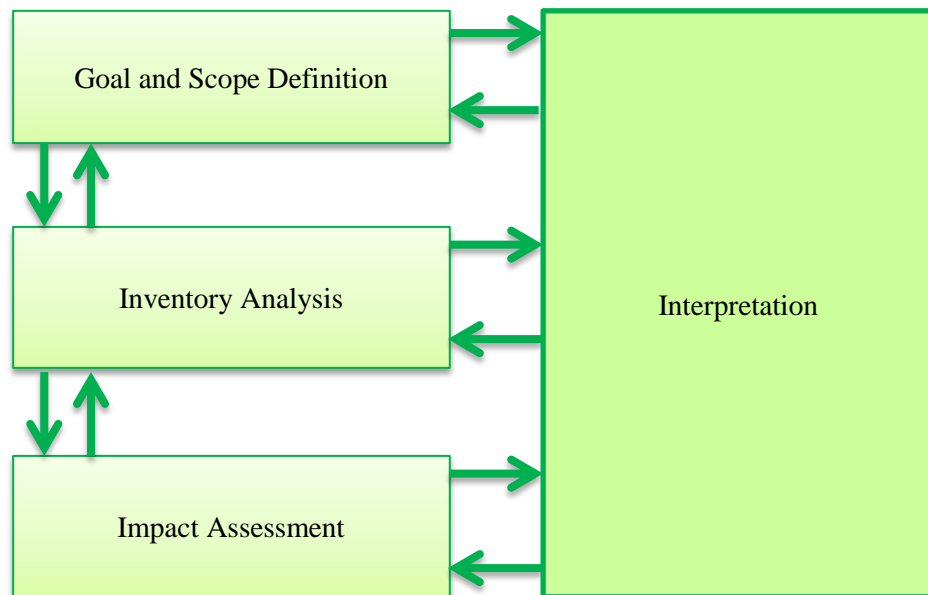 Goal and Scope Definition
Inventory Analysis
Interpretation
Impact Assessment